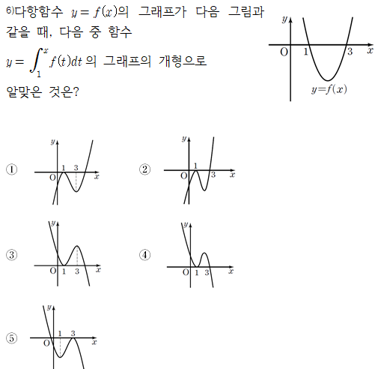 6)다항함수 y = f(x)의 그래프가 다음 그림과
같을 때, 다음 중 함수
y = ∫₁ˣ f(t)dt 의 그래프의 개형으로
알맞은 것은?
y
O 1 3 x
y=f(x)
① y 1 3 O x
② y 1 O 3 x
③ y O 1 3 x
④ y O 1 3 x
⑤ y 1 3 O x